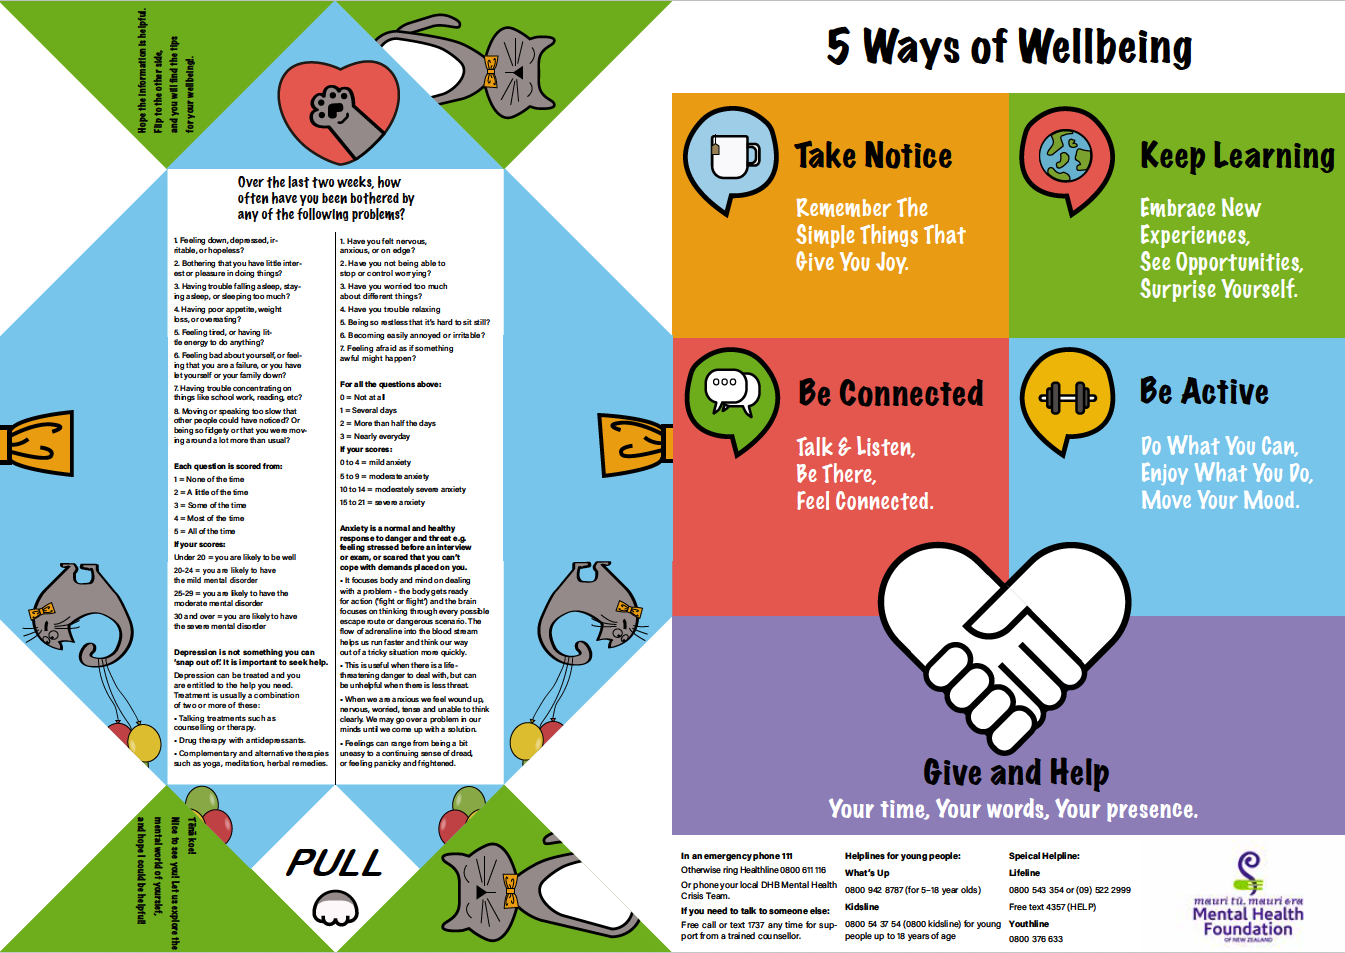 Hope the information is helpful.
Flip to the other side,
and you will find the tips
for your wellbeing!.
Over the last two weeks, how
often have you been bothered by
any of the following problems?
1. Feeling down, depressed, ir-
ritable, or hopeless?
2. Bothering that you have little inter-
est or pleasure in doing things?
3. Having trouble falling asleep, stay-
ing asleep, or sleeping too much?
4. Having poor appetite, weight
loss, or overeating?
5. Feeling tired, or having lit-
tle energy to do anything?
6. Feeling bad about yourself, or feel-
ing that you are a failure, or you have
let yourself or your family down?
7. Having trouble concentrating on
things like school work, reading, etc?
8. Moving or speaking too slow that
other people could have noticed? Or
being so fidgety or that you were mov-
ing around a lot more than usual?
Each question is scored from:
1 = None of the time
2 = A little of the time
3 = Some of the time
4 = Most of the time
5 = All of the time
If your scores:
Under 20 = you are likely to be well
20-24 = you are likely to have
the mild mental disorder
25-29 = you are likely to have the
moderate mental disorder
30 and over = you are likely to have
the severe mental disorder
Depression is not something you can
'snap out of'. It is important to seek help.
Depression can be treated and you
are entitled to the help you need.
Treatment is usually a combination
of two or more of these:
• Talking treatments such as
counselling or therapy.
• Drug therapy with antidepressants.
• Complementary and alternative therapies
such as yoga, meditation, herbal remedies.
1. Have you felt nervous,
anxious, or on edge?
2. Have you not being able to
stop or control worrying?
3. Have you worried too much
about different things?
4. Have you trouble relaxing
5. Being so restless that it's hard to sit still?
6. Becoming easily annoyed or irritable?
7. Feeling afraid as if something
awful might happen?
For all the questions above:
0 = Not at all
1 = Several days
2 = More than half the days
3 = Nearly everyday
If your scores:
0 to 4 = mild anxiety
5 to 9 = moderate anxiety
10 to 14 = moderately severe anxiety
15 to 21 = severe anxiety
Anxiety is a normal and healthy
response to danger and threat e.g.
feeling stressed before an interview
or exam, or scared that you can't
cope with demands placed on you.
• It focuses body and mind on dealing
with a problem - the body gets ready
for action ('fight or flight') and the brain
focuses on thinking through every possible
escape route or dangerous scenario. The
flow of adrenaline into the blood stream
helps us run faster and think our way
out of a tricky situation more quickly.
• This is useful when there is a life-
threatening danger to deal with, but can
be unhelpful when there is less threat.
• When we are anxious we feel wound up,
nervous, worried, tense and unable to think
clearly. We may go over a problem in our
minds until we come up with a solution.
• Feelings can range from being a bit
uneasy to a continuing sense of dread,
or feeling panicky and frightened.
Tēnā koe!
Nice to see you! Let us explore the
mental world of yourself,
and hope I could be helpful!
PULL
5 Ways of Wellbeing
Take Notice
Remember The
Simple Things That
Give You Joy.
Keep Learning
Embrace New
Experiences,
See Opportunities,
Surprise Yourself.
Be Connected
Talk & Listen,
Be There,
Feel Connected.
Be Active
Do What You Can,
Enjoy What You Do,
Move Your Mood.
Give and Help
Your time, Your words, Your presence.
In an emergency phone 111
Otherwise ring Healthline 0800 611 116
Or phone your local DHB Mental Health
Crisis Team.
If you need to talk to someone else:
Free call or text 1737 any time for sup-
port from a trained counsellor.
Helplines for young people:
What's Up
0800 942 8787 (for 5–18 year olds)
Kidsline
0800 54 37 54 (0800 kidsline) for young
people up to 18 years of age
Speical Helpline:
Lifeline
0800 543 354 or (09) 522 2999
Free text 4357 (HELP)
Youthline
0800 376 633
mauri tū, mauri ora
Mental Health
Foundation
OF NEW ZEALAND